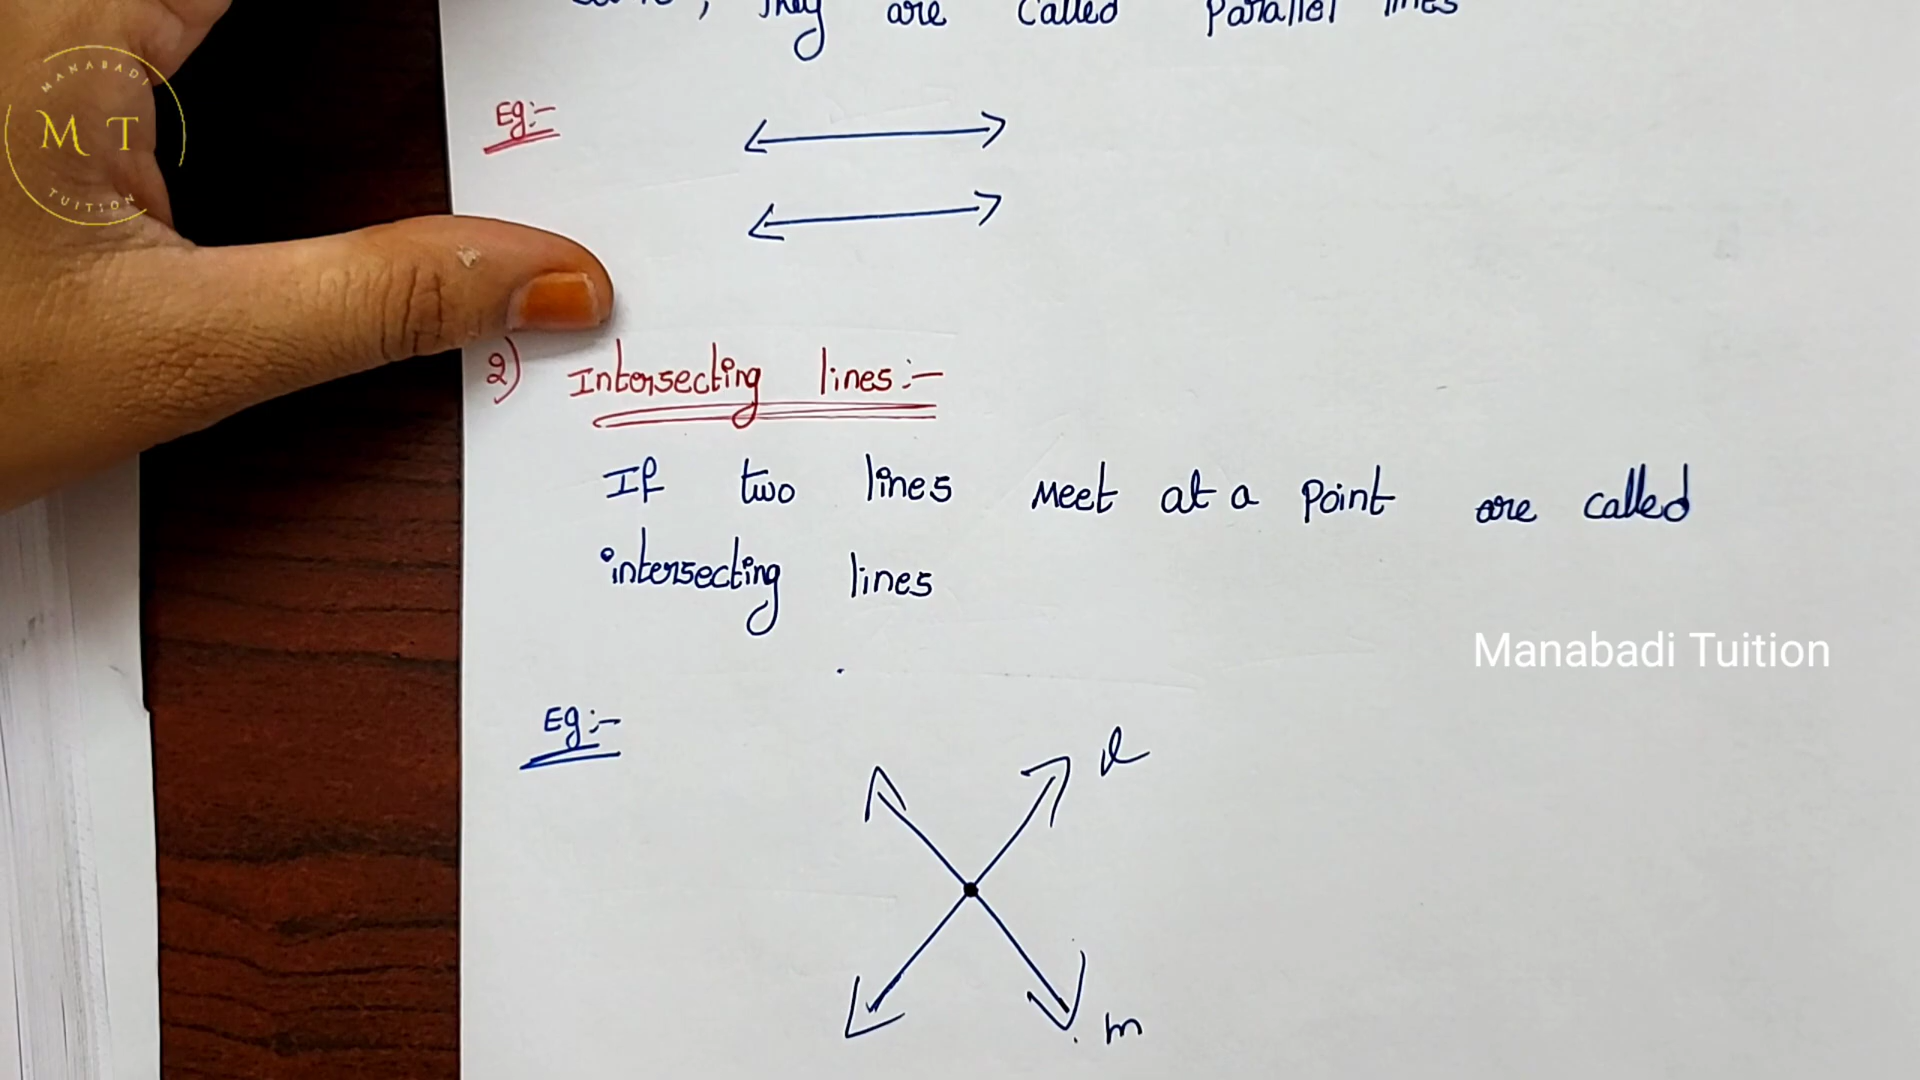 they are called parallel lines
MANABADI
M T
TUITION
Eg:-
2) Intersecting lines:-
If two lines meet at a point are called
intersecting lines
Manabadi Tuition
Eg:-
l
m